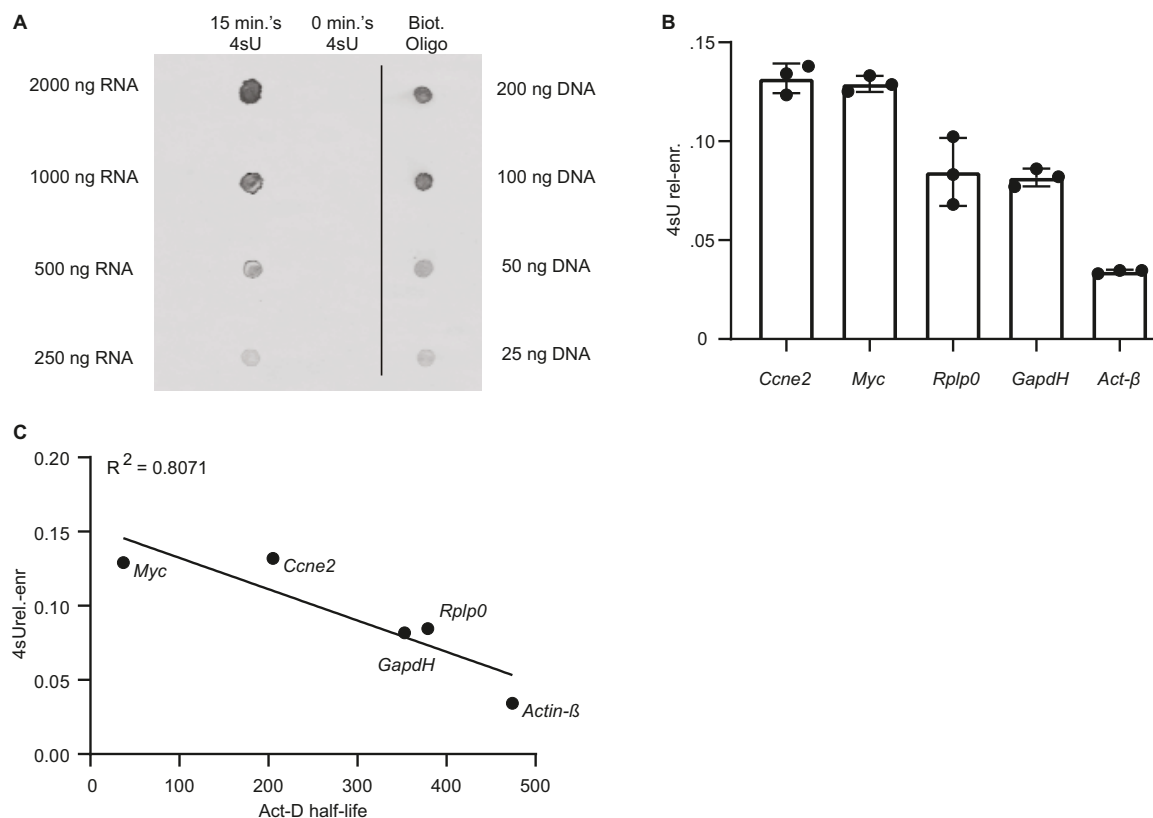 A
15 min.'s 0 min.'s Biot.
4sU 4sU Oligo
2000 ng RNA 200 ng DNA
1000 ng RNA 100 ng DNA
500 ng RNA 50 ng DNA
250 ng RNA 25 ng DNA
B
4sU rel-enr.
.15
.10
.05
0
Ccne2 Myc Rplp0 GapdH Act-ß
C
R² = 0.8071
4sUrel.-enr
0.20
0.15
0.10
0.05
0.00
Myc
Ccne2
Rplp0
GapdH
Actin-ß
0 100 200 300 400 500
Act-D half-life